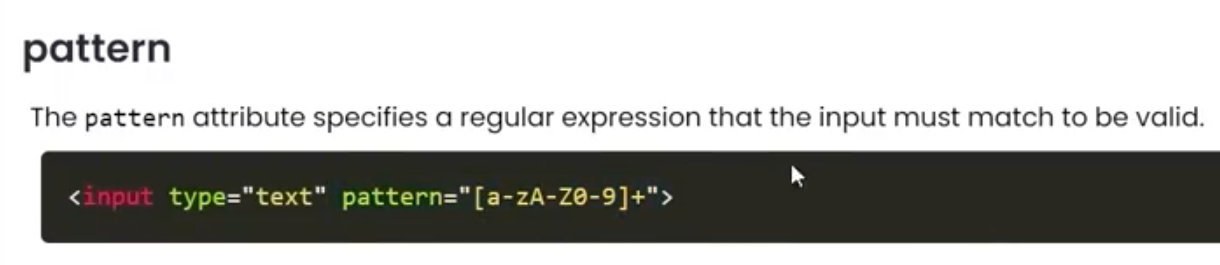 pattern
The pattern attribute specifies a regular expression that the input must match to be valid.
<input type="text" pattern="[a-zA-Z0-9]+">